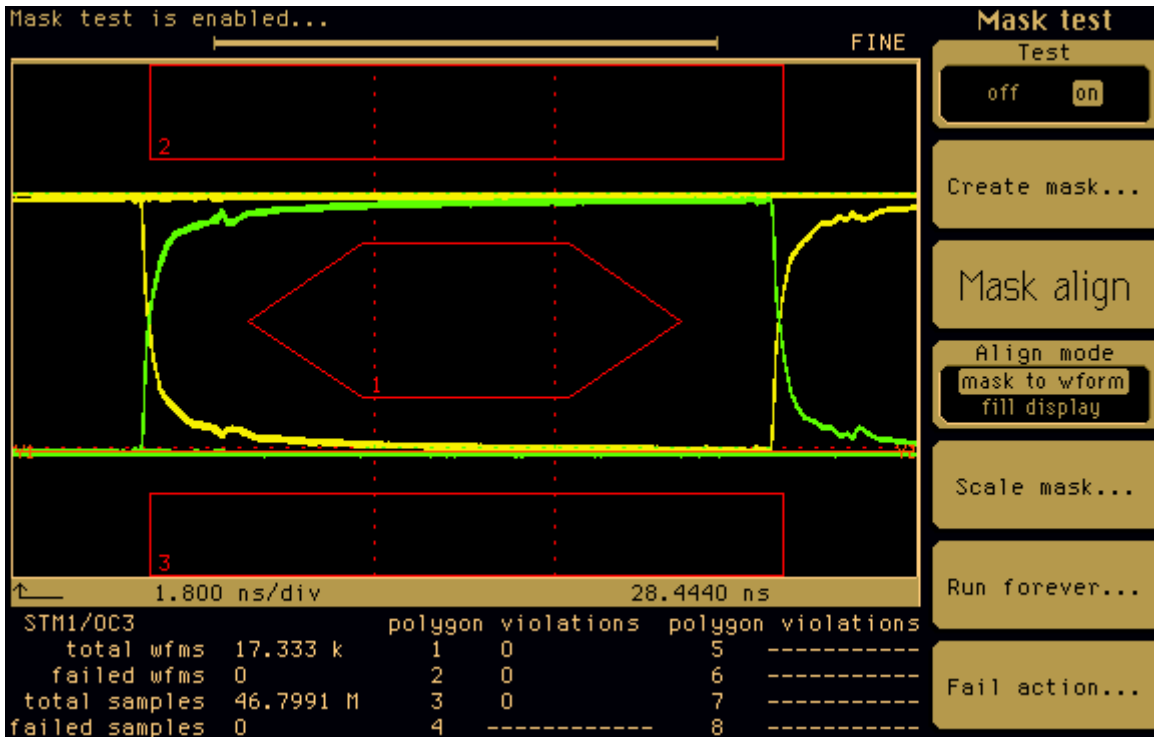 Mask test is enabled...
FINE
2
1
V1
V2
3
1.800 ns/div 28.4440 ns
STM1/OC3 polygon violations polygon violations
total wfms 17.333 k 1 0 5 -----------
failed wfms 0 2 0 6 -----------
total samples 46.7991 M 3 0 7 -----------
failed samples 0 4 ------------ 8 -----------
Mask test
Test
off on
Create mask...
Mask align
Align mode
mask to wform
fill display
Scale mask...
Run forever...
Fail action...